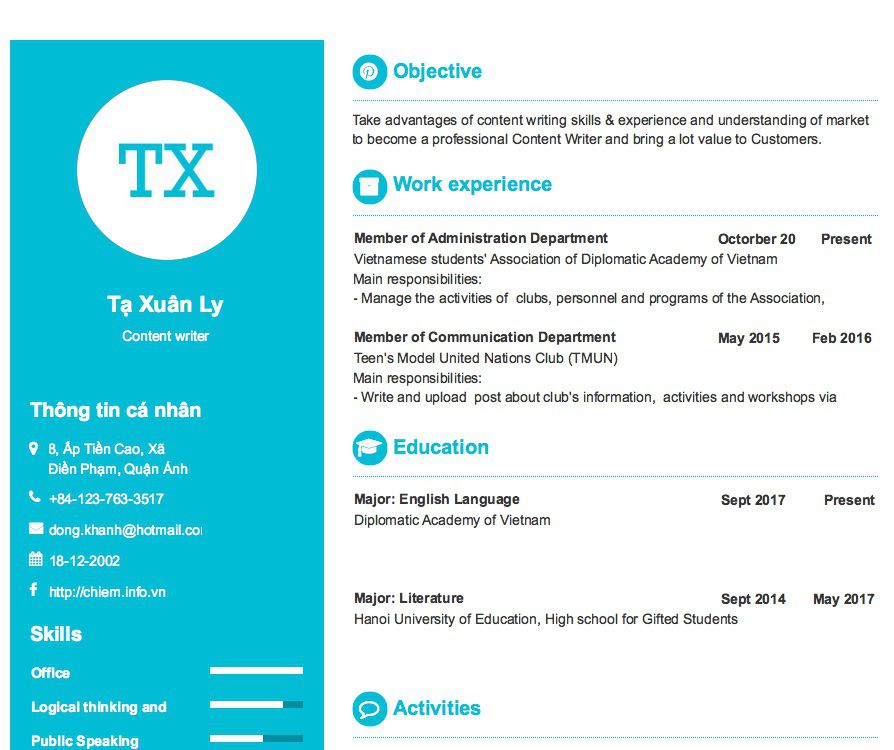 TX
Tạ Xuân Ly
Content writer
Thông tin cá nhân
8, Ấp Tiền Cao, Xã
Điền Phạm, Quận Ánh
+84-123-763-3517
dong.khanh@hotmail.co
18-12-2002
http://chiem.info.vn
Skills
Office
Logical thinking and
Public Speaking
Objective
Take advantages of content writing skills & experience and understanding of market
to become a professional Content Writer and bring a lot value to Customers.
Work experience
Member of Administration Department Octorber 20 Present
Vietnamese students' Association of Diplomatic Academy of Vietnam
Main responsibilities:
- Manage the activities of clubs, personnel and programs of the Association,
Member of Communication Department May 2015 Feb 2016
Teen's Model United Nations Club (TMUN)
Main responsibilities:
- Write and upload post about club's information, activities and workshops via
Education
Major: English Language Sept 2017 Present
Diplomatic Academy of Vietnam
Major: Literature Sept 2014 May 2017
Hanoi University of Education, High school for Gifted Students
Activities